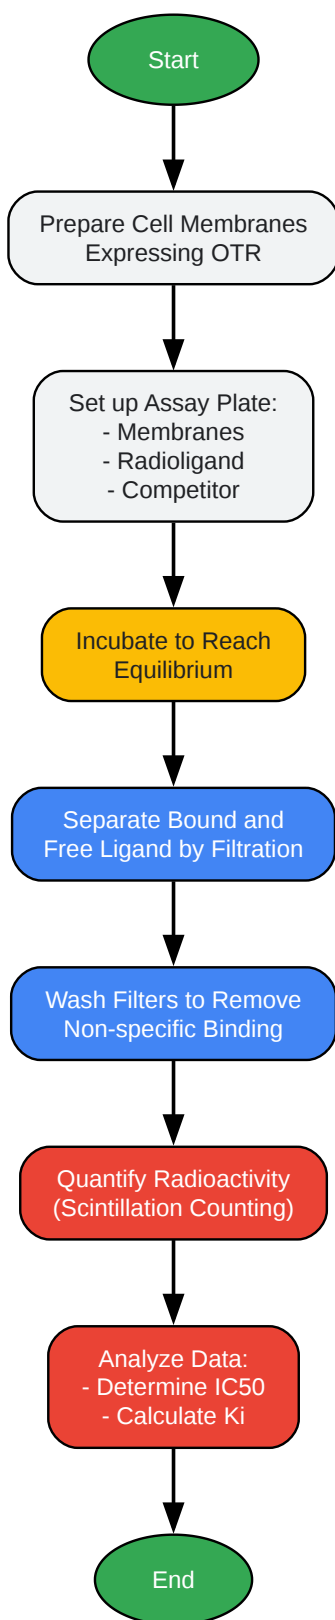 Start
Prepare Cell Membranes
Expressing OTR
Set up Assay Plate:
- Membranes
- Radioligand
- Competitor
Incubate to Reach
Equilibrium
Separate Bound and
Free Ligand by Filtration
Wash Filters to Remove
Non-specific Binding
Quantify Radioactivity
(Scintillation Counting)
Analyze Data:
- Determine IC50
- Calculate Ki
End